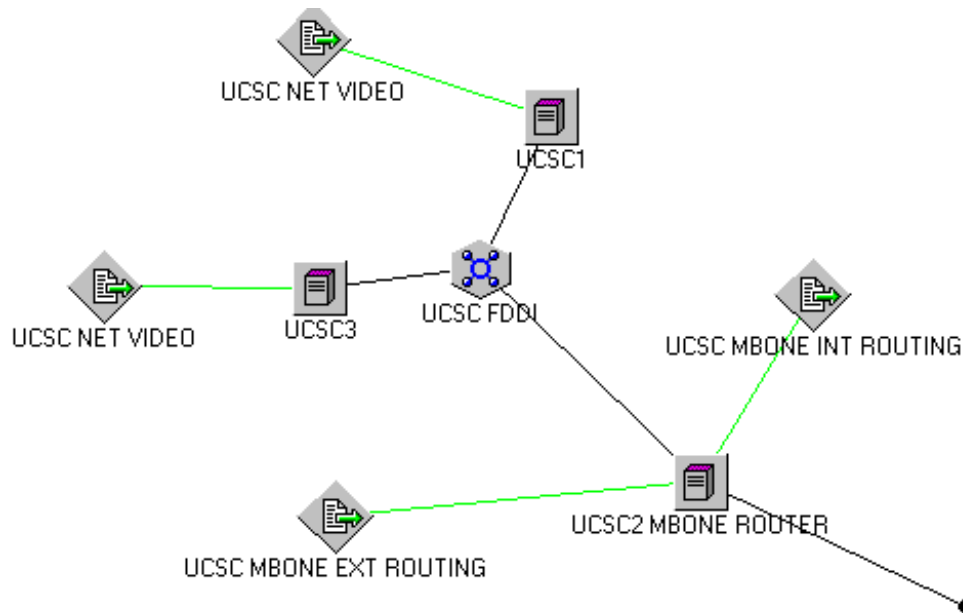 UCSC NET VIDEO
UCSC1
UCSC FDDI
UCSC3
UCSC NET VIDEO
UCSC MBONE INT ROUTING
UCSC2 MBONE ROUTER
UCSC MBONE EXT ROUTING